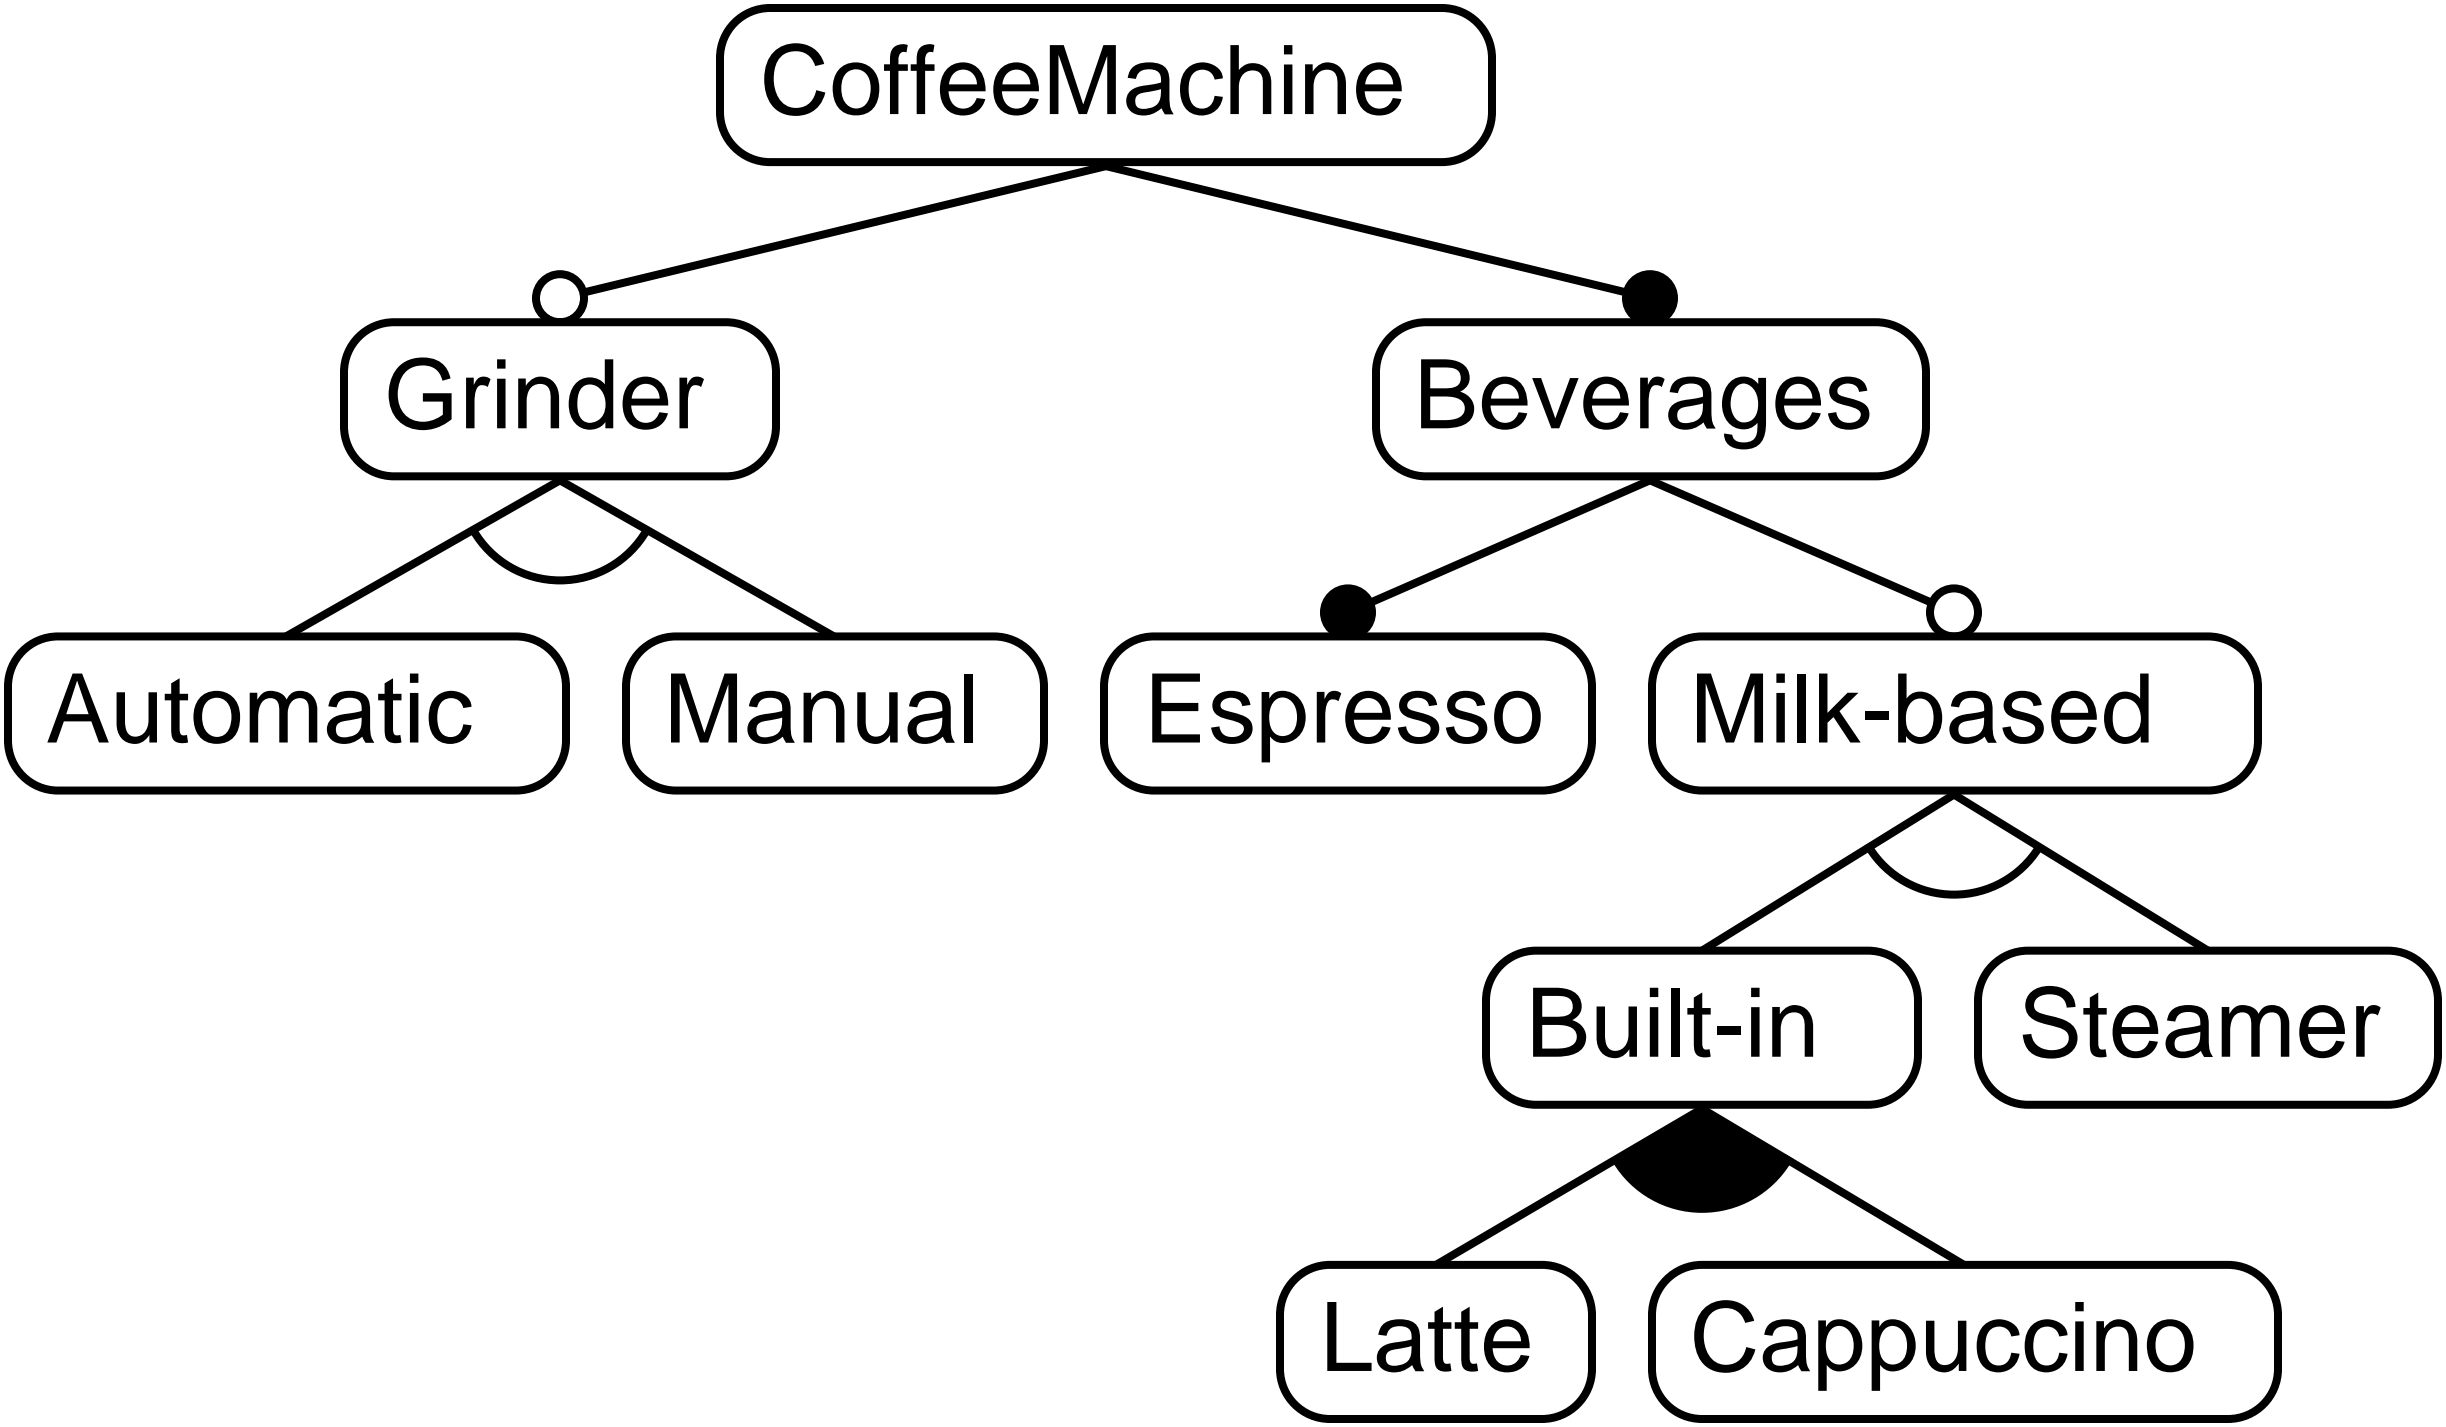 CoffeeMachine
Grinder
Beverages
Automatic
Manual
Espresso
Milk-based
Built-in
Steamer
Latte
Cappuccino